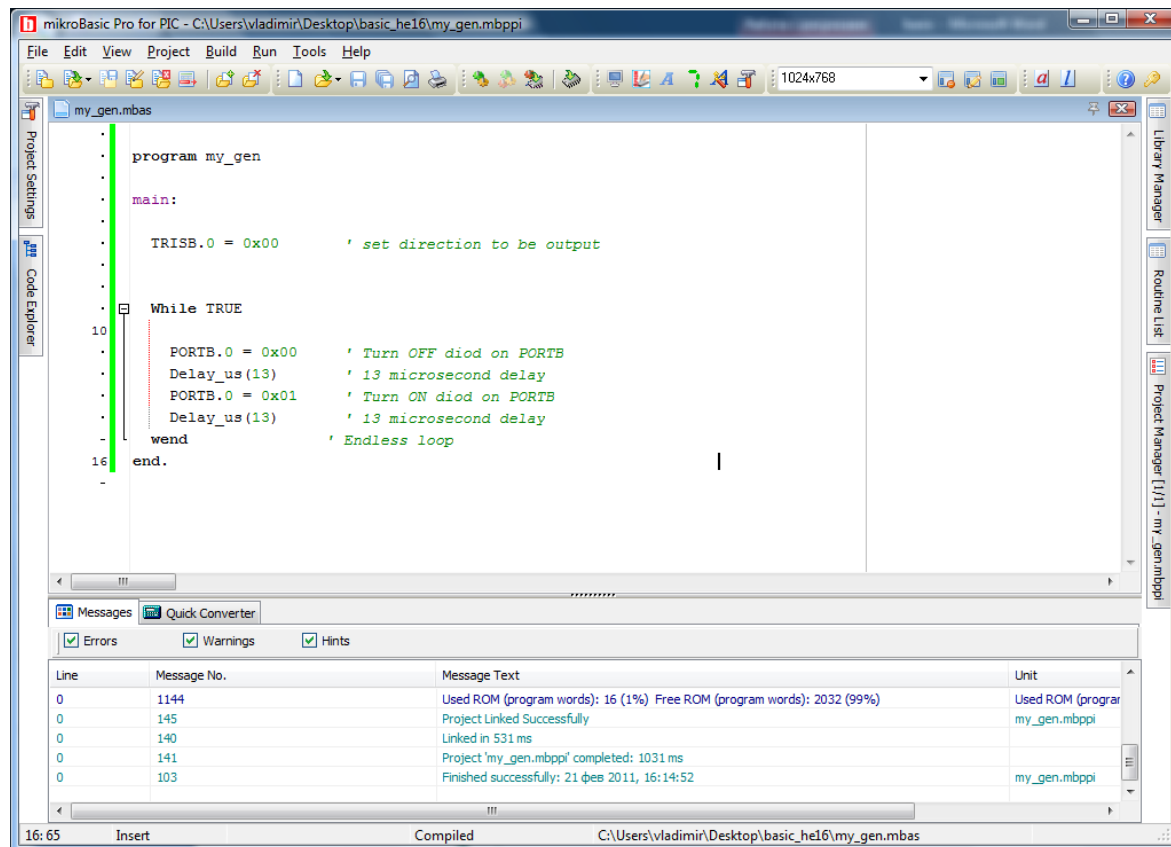 mikroBasic Pro for PIC - C:\Users\vladimir\Desktop\basic_he16\my_gen.mbppi
File Edit View Project Build Run Tools Help
1024x768
my_gen.mbas
Project Settings
Code Explorer
program my_gen
main:
TRISB.0 = 0x00 ' set direction to be output
While TRUE
10
PORTB.0 = 0x00 ' Turn OFF diod on PORTB
Delay_us(13) ' 13 microsecond delay
PORTB.0 = 0x01 ' Turn ON diod on PORTB
Delay_us(13) ' 13 microsecond delay
wend ' Endless loop
16 end.
Library Manager
Routine List
Project Manager [1/1] - my_gen.mbppi
Messages Quick Converter
Errors Warnings Hints
Line Message No. Message Text Unit
0 1144 Used ROM (program words): 16 (1%) Free ROM (program words): 2032 (99%) Used ROM (program
0 145 Project Linked Successfully my_gen.mbppi
0 140 Linked in 531 ms
0 141 Project 'my_gen.mbppi' completed: 1031 ms
0 103 Finished successfully: 21 фев 2011, 16:14:52 my_gen.mbppi
16: 65 Insert Compiled C:\Users\vladimir\Desktop\basic_he16\my_gen.mbas